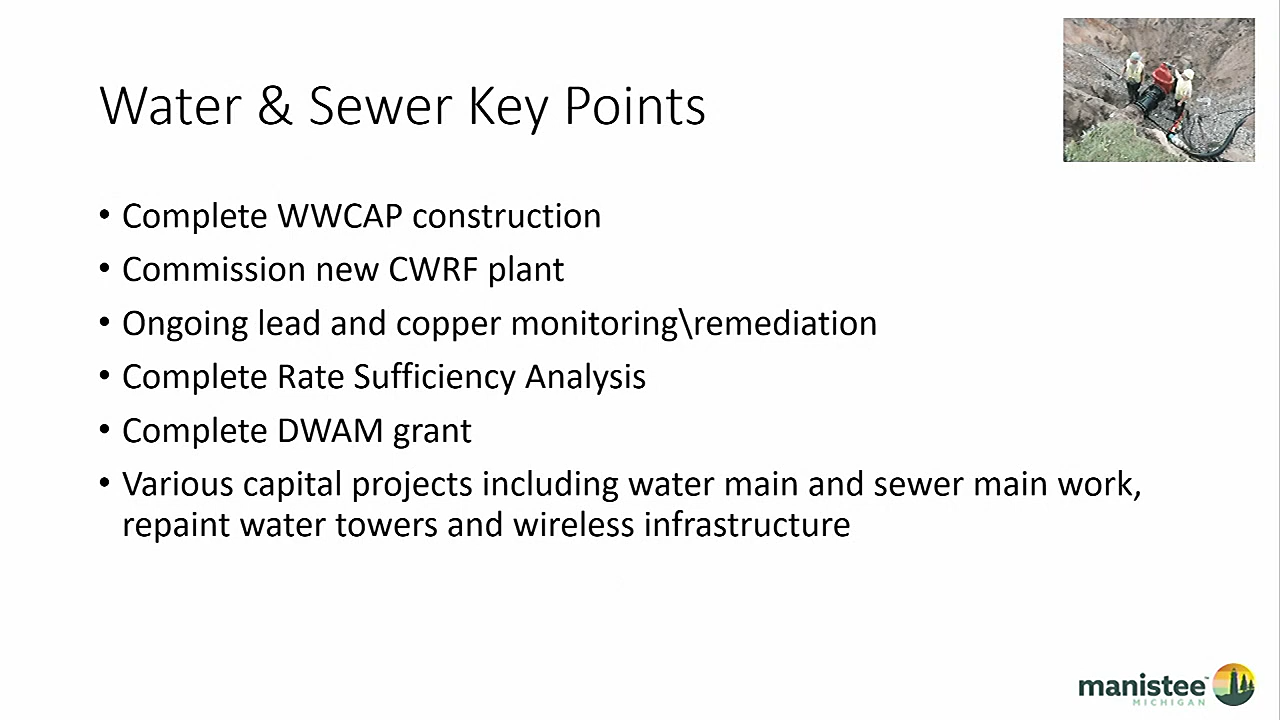 Water & Sewer Key Points
• Complete WWCAP construction
• Commission new CWRF plant
• Ongoing lead and copper monitoring\remediation
• Complete Rate Sufficiency Analysis
• Complete DWAM grant
• Various capital projects including water main and sewer main work,
repaint water towers and wireless infrastructure
manistee™
MICHIGAN